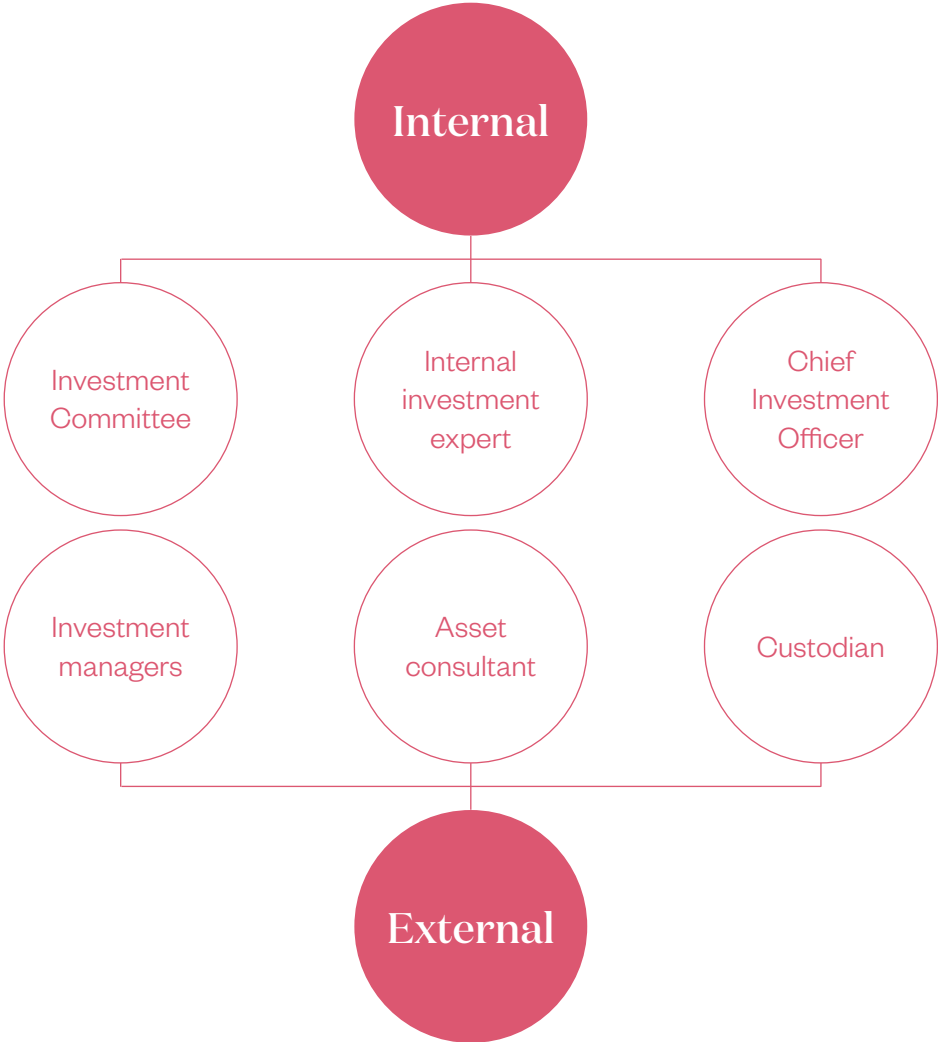 Internal
Investment
Committee
Internal
investment
expert
Chief
Investment
Officer
Investment
managers
Asset
consultant
Custodian
External